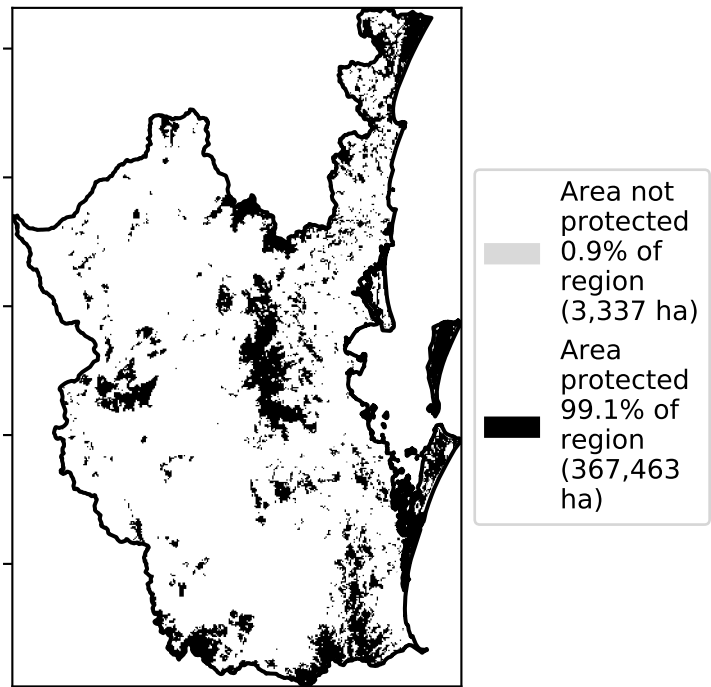 Area not
protected
0.9% of
region
(3,337 ha)
Area
protected
99.1% of
region
(367,463
ha)